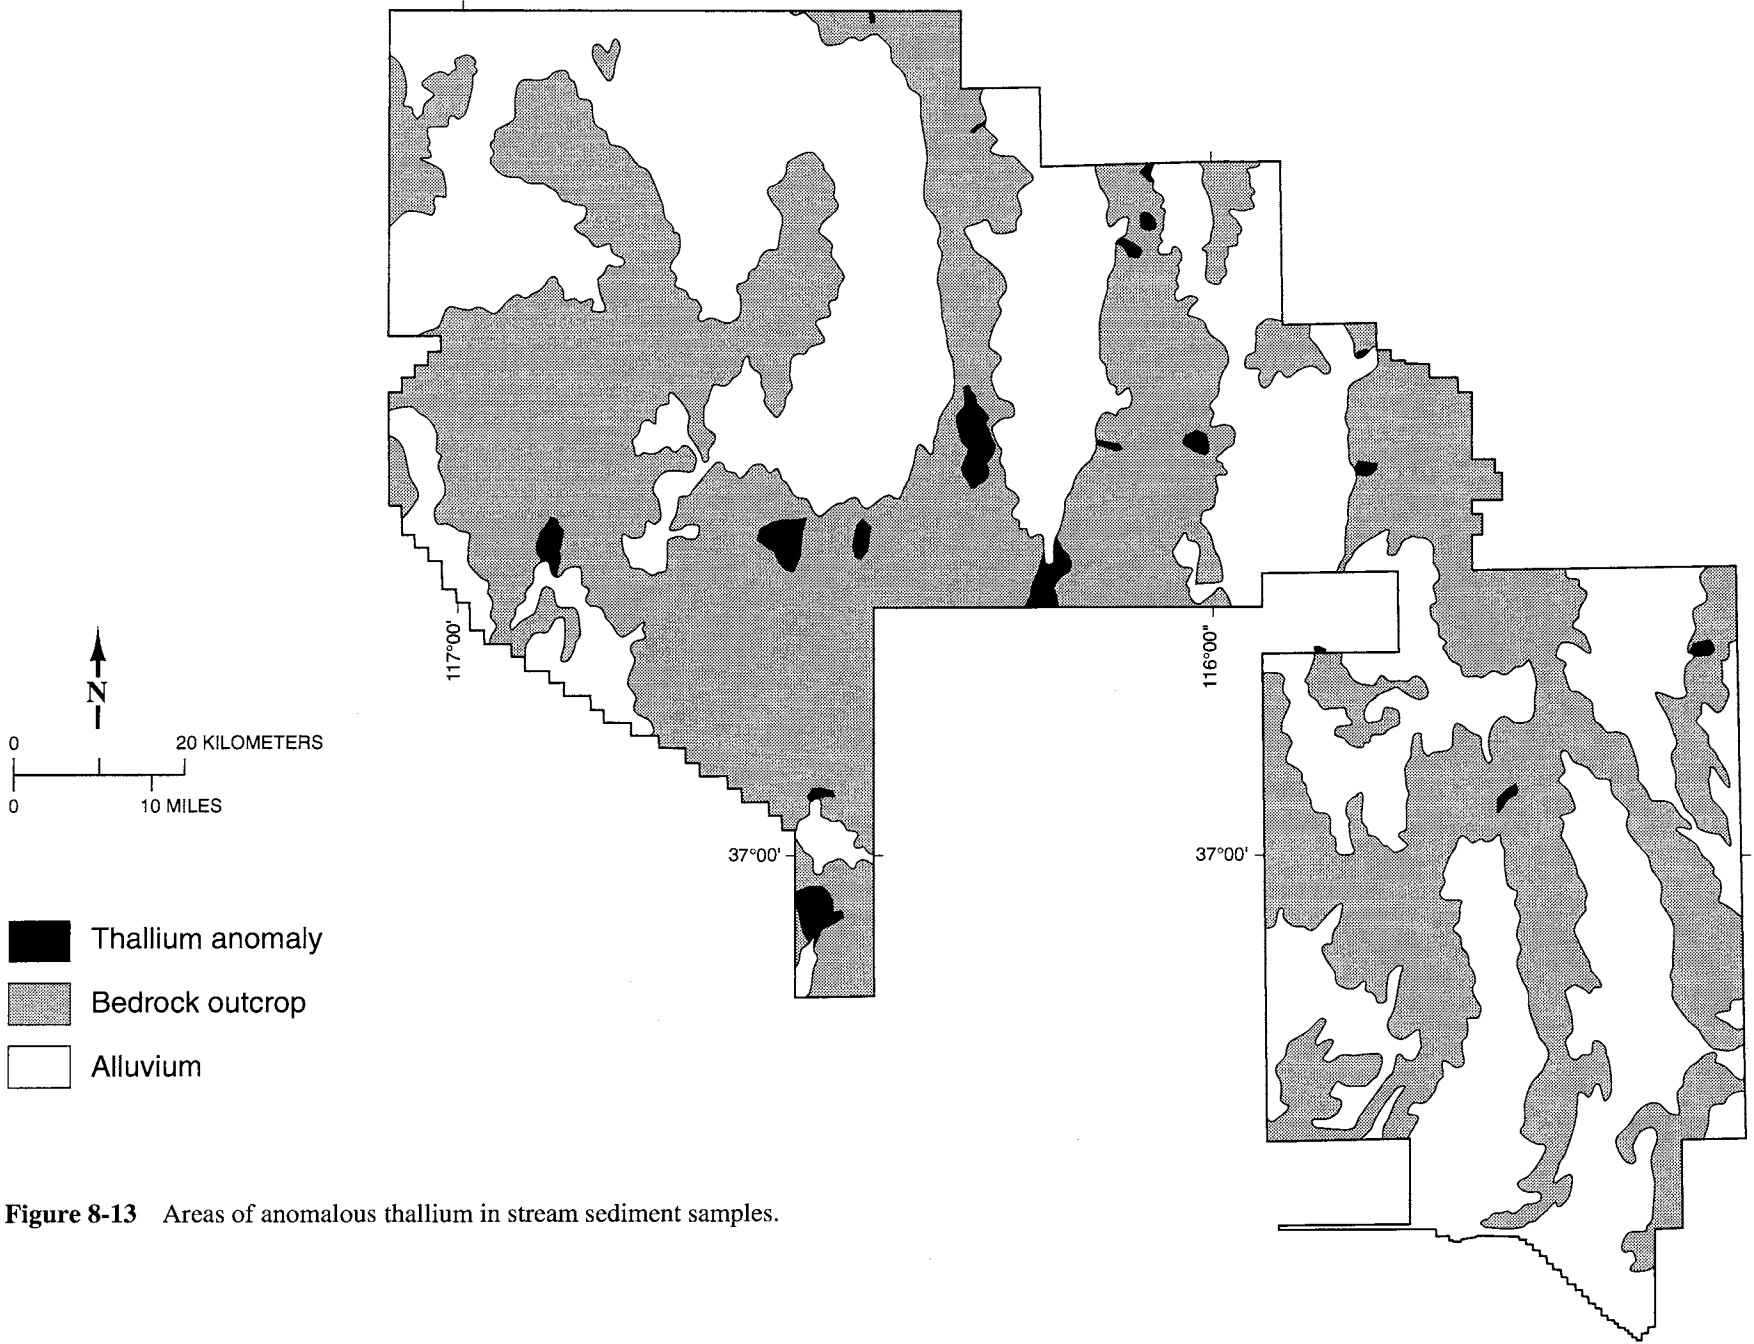 117°00'
116°00"
N
0 20 KILOMETERS
0 10 MILES
37°00'
37°00'
Thallium anomaly
Bedrock outcrop
Alluvium
Figure 8-13 Areas of anomalous thallium in stream sediment samples.